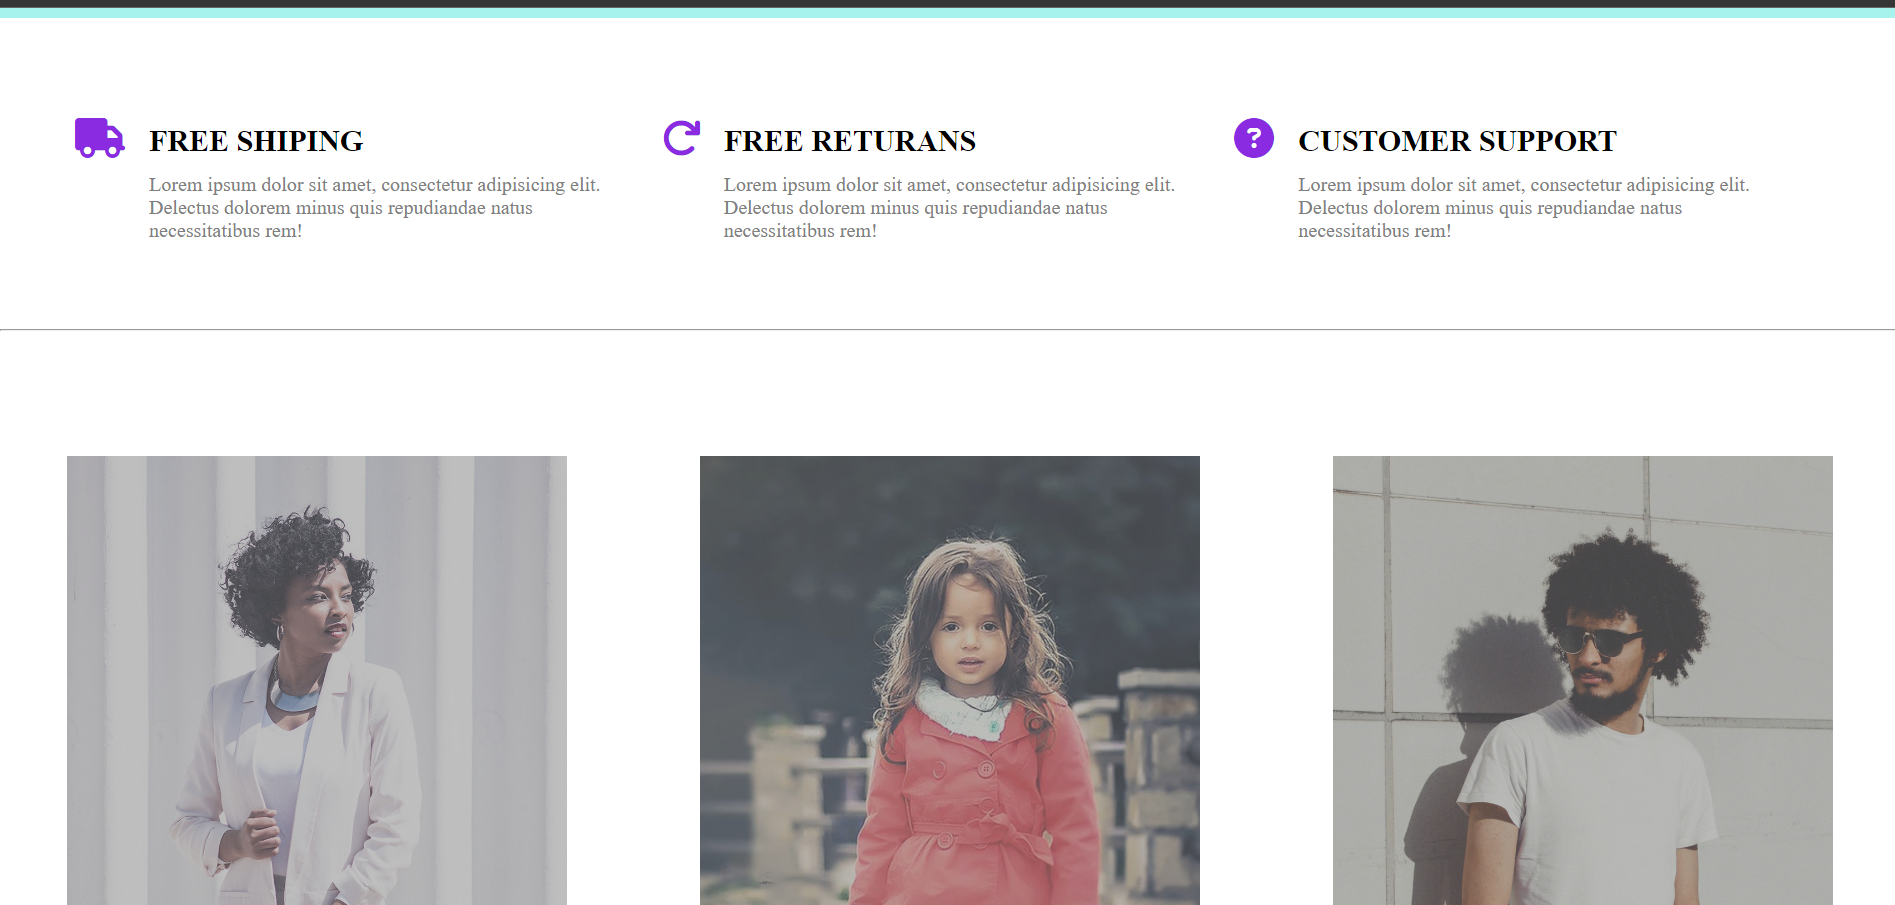 FREE SHIPING
Lorem ipsum dolor sit amet, consectetur adipisicing elit.
Delectus dolorem minus quis repudiandae natus
necessitatibus rem!
FREE RETURANS
Lorem ipsum dolor sit amet, consectetur adipisicing elit.
Delectus dolorem minus quis repudiandae natus
necessitatibus rem!
CUSTOMER SUPPORT
Lorem ipsum dolor sit amet, consectetur adipisicing elit.
Delectus dolorem minus quis repudiandae natus
necessitatibus rem!